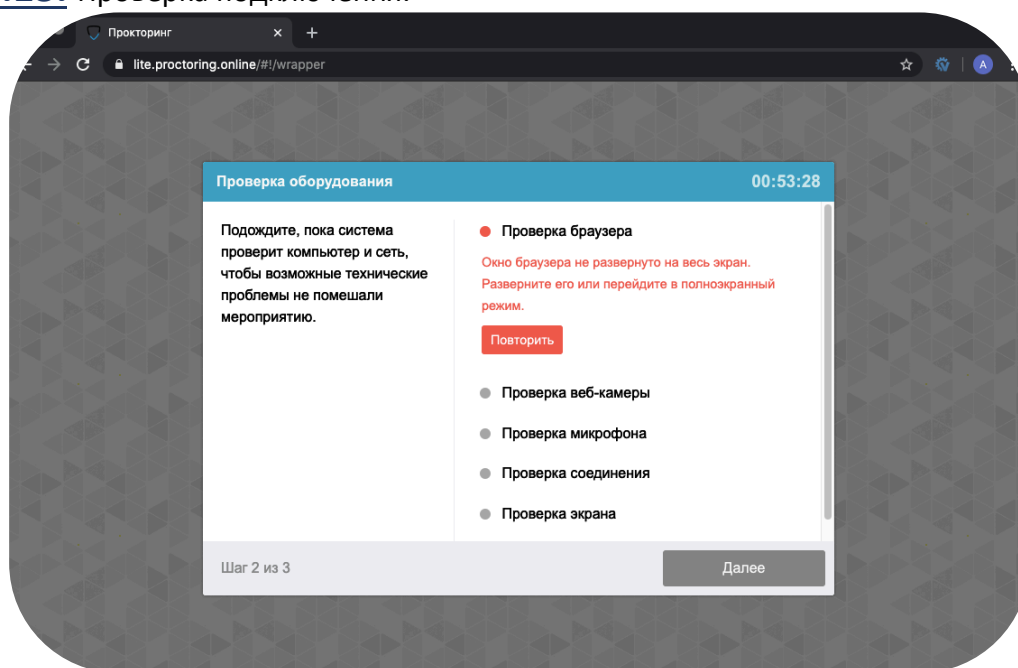 Проверка подключения.
Прокторинг
lite.proctoring.online/#!/wrapper
A
Проверка оборудования
00:53:28
Подождите, пока система
проверит компьютер и сеть,
чтобы возможные технические
проблемы не помешали
мероприятию.
Проверка браузера
Окно браузера не развернуто на весь экран.
Разверните его или перейдите в полноэкранный
режим.
Повторить
Проверка веб-камеры
Проверка микрофона
Проверка соединения
Проверка экрана
Шаг 2 из 3
Далее